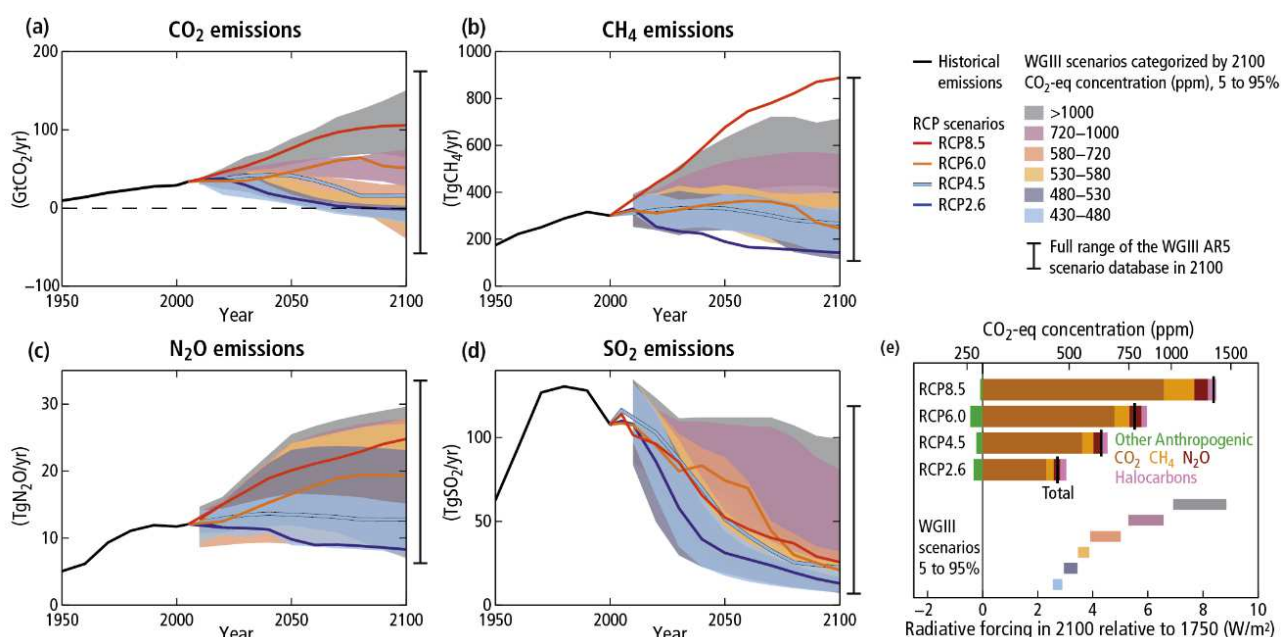 (a) CO₂ emissions
200
100
0
−100
(GtCO₂/yr)
1950 2000 2050 2100
Year
(b) CH₄ emissions
1000
800
600
400
200
0
(TgCH₄/yr)
1950 2000 2050 2100
Year
Historical
emissions
RCP scenarios
RCP8.5
RCP6.0
RCP4.5
RCP2.6
WGIII scenarios categorized by 2100
CO₂-eq concentration (ppm), 5 to 95%
>1000
720–1000
580–720
530–580
480–530
430–480
Full range of the WGIII AR5
scenario database in 2100
(c) N₂O emissions
30
20
10
0
(TgN₂O/yr)
1950 2000 2050 2100
Year
(d) SO₂ emissions
100
50
0
(TgSO₂/yr)
1950 2000 2050 2100
Year
CO₂-eq concentration (ppm)
(e) 250 500 750 1000 1500
RCP8.5
RCP6.0
RCP4.5
RCP2.6
Other Anthropogenic
CO₂ CH₄ N₂O
Halocarbons
Total
WGIII
scenarios
5 to 95%
−2 0 2 4 6 8 10
Radiative forcing in 2100 relative to 1750 (W/m²)